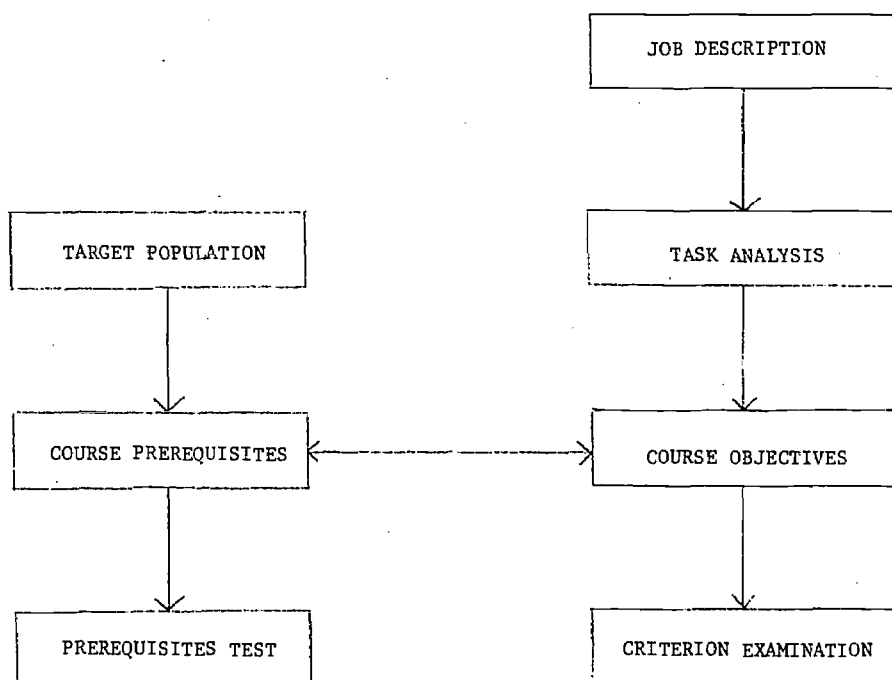 JOB DESCRIPTION
TARGET POPULATION
TASK ANALYSIS
COURSE PREREQUISITES
COURSE OBJECTIVES
PREREQUISITES TEST
CRITERION EXAMINATION